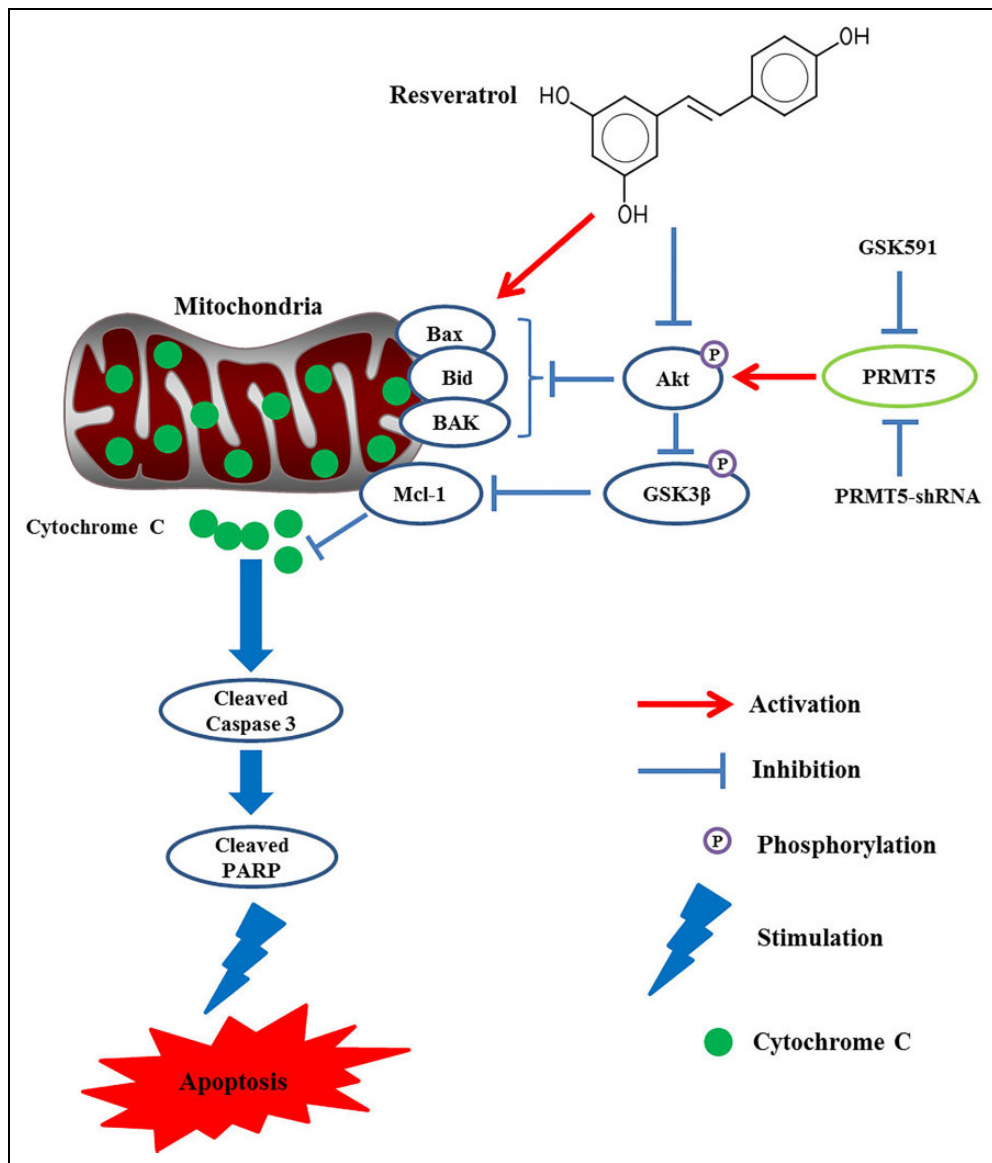 OH
Resveratrol
HO
OH
GSK591
Mitochondria
Bax
P
Bid
Akt
PRMT5
BAK
P
Mcl-1
GSK3β
PRMT5-shRNA
Cytochrome C
Cleaved
Caspase 3
Activation
Inhibition
Cleaved
PARP
P
Phosphorylation
Stimulation
Cytochrome C
Apoptosis